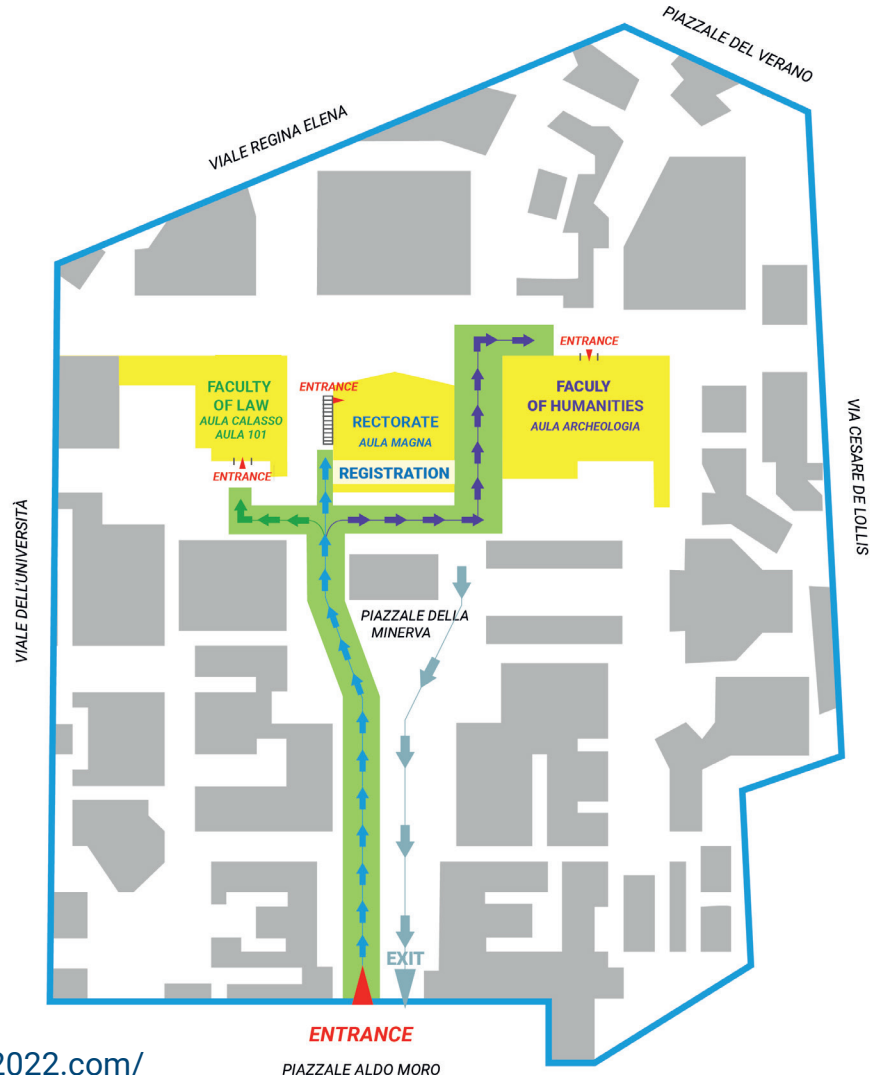 PIAZZALE DEL VERANO
VIALE REGINA ELENA
ENTRANCE
FACULTY
OF LAW
AULA CALASSO
AULA 101
ENTRANCE
ENTRANCE
RECTORATE
AULA MAGNA
REGISTRATION
FACULY
OF HUMANITIES
AULA ARCHEOLOGIA
VIA CESARE DE LOLLIS
VIALE DELL'UNIVERSITÀ
PIAZZALE DELLA
MINERVA
EXIT
ENTRANCE
2022.com/
PIAZZALE ALDO MORO